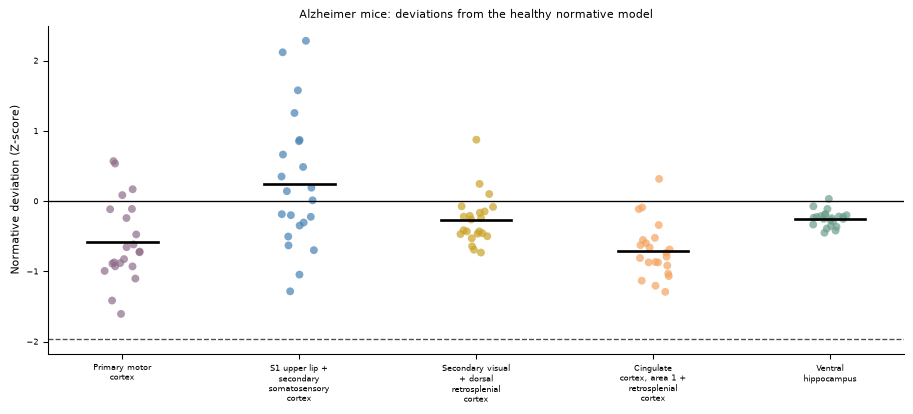 Alzheimer mice: deviations from the healthy normative model
Normative deviation (Z-score)
2
1
0
−1
−2
Primary motor
cortex
S1 upper lip +
secondary
somatosensory
cortex
Secondary visual
+ dorsal
retrosplenial
cortex
Cingulate
cortex, area 1 +
retrosplenial
cortex
Ventral
hippocampus